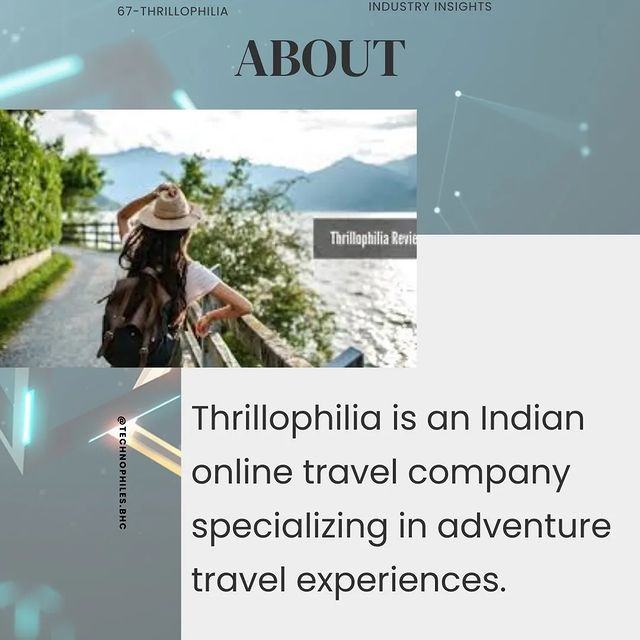 67-THRILLOPHILIA
INDUSTRY INSIGHTS
ABOUT
Thrillophilia
@TECHNOPHILES.BHC
Thrillophilia is an Indian
online travel company
specializing in adventure
travel experiences.